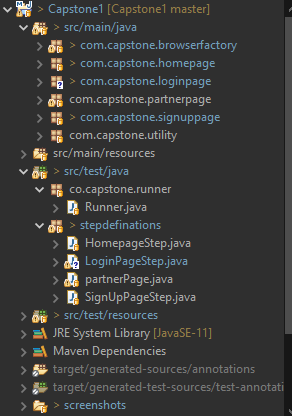 > Capstone1 [Capstone1 master]
> src/main/java
> com.capstone.browserfactory
> com.capstone.homepage
> com.capstone.loginpage
com.capstone.partnerpage
> com.capstone.signuppage
com.capstone.utility
src/main/resources
> src/test/java
co.capstone.runner
Runner.java
> stepdefinations
HomepageStep.java
LoginPageStep.java
partnerPage.java
SignUpPageStep.java
> src/test/resources
JRE System Library [JavaSE-11]
Maven Dependencies
target/generated-sources/annotations
target/generated-test-sources/test-annotati
> screenshots